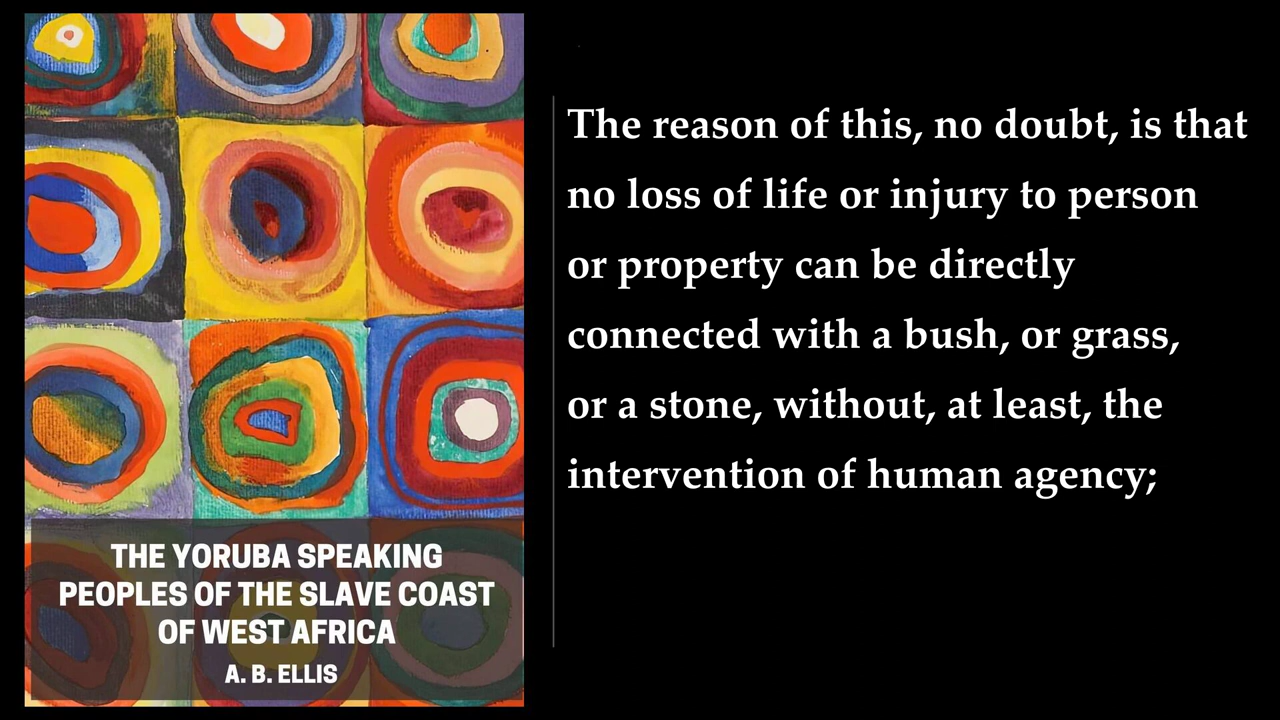 THE YORUBA SPEAKING
PEOPLES OF THE SLAVE COAST
OF WEST AFRICA
A. B. ELLIS
The reason of this, no doubt, is that
no loss of life or injury to person
or property can be directly
connected with a bush, or grass,
or a stone, without, at least, the
intervention of human agency;